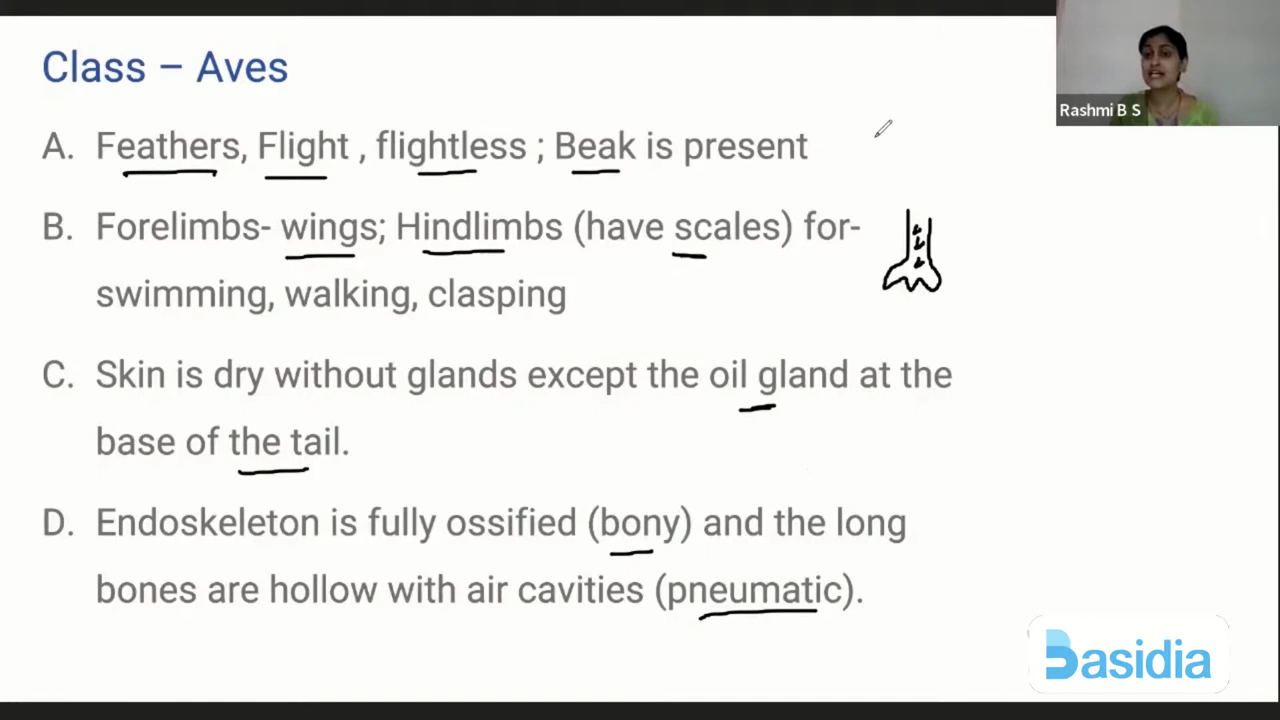 Class – Aves
Rashmi B S
A. Feathers, Flight , flightless ; Beak is present
B. Forelimbs- wings; Hindlimbs (have scales) for-
swimming, walking, clasping
C. Skin is dry without glands except the oil gland at the
base of the tail.
D. Endoskeleton is fully ossified (bony) and the long
bones are hollow with air cavities (pneumatic).
Basidia